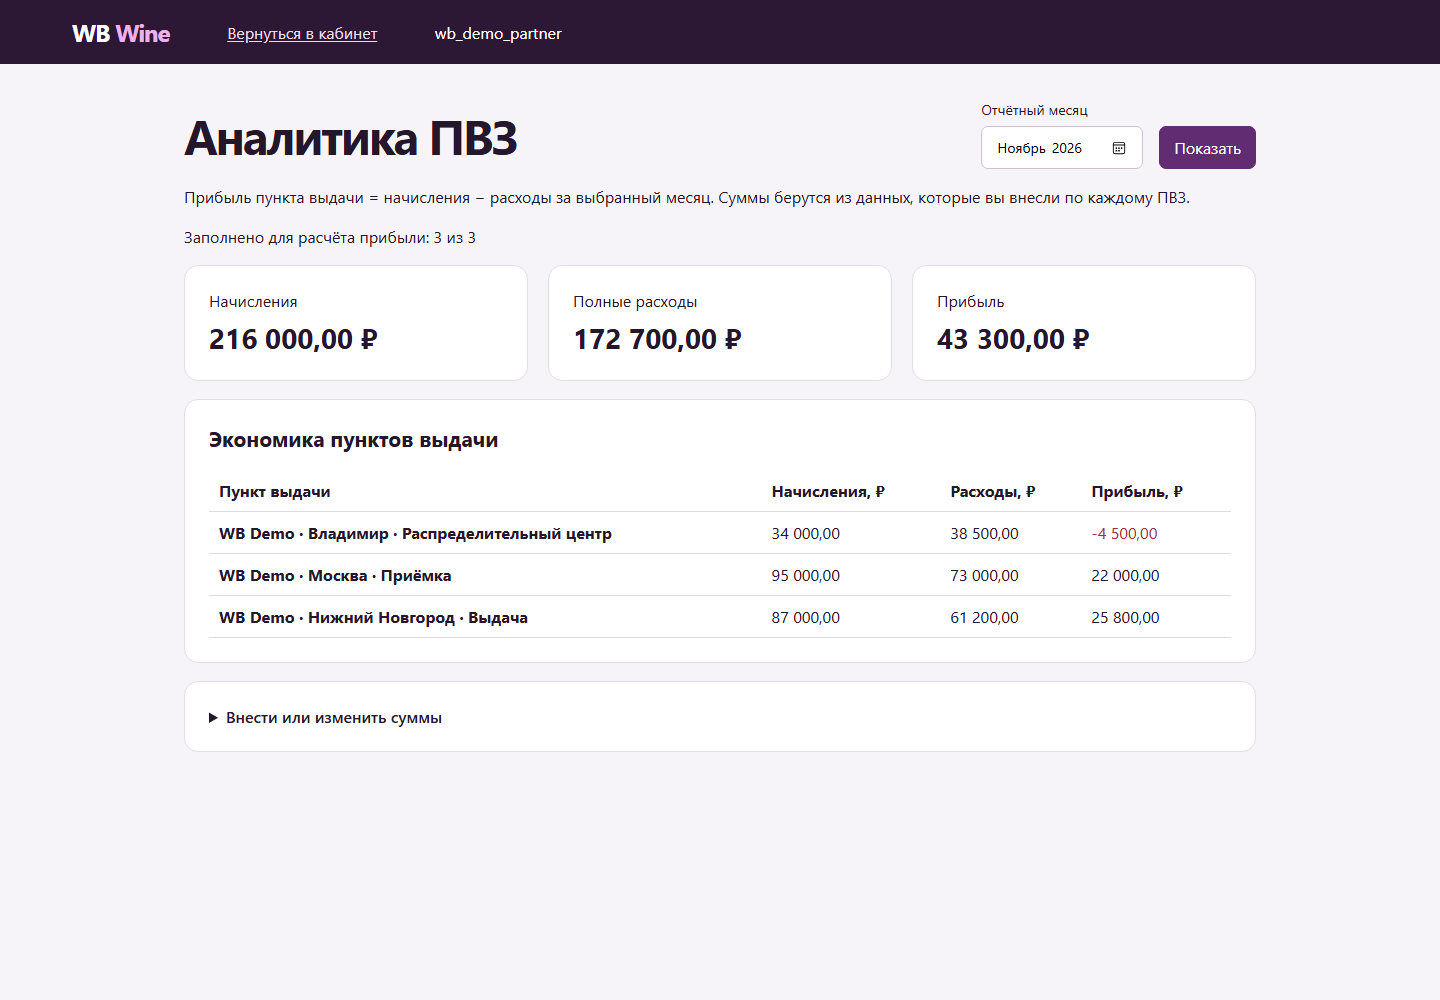 WB Wine Вернуться в кабинет wb_demo_partner
Аналитика ПВЗ
Отчётный месяц
Ноябрь 2026
Показать
Прибыль пункта выдачи = начисления − расходы за выбранный месяц. Суммы берутся из данных, которые вы внесли по каждому ПВЗ.
Заполнено для расчёта прибыли: 3 из 3
Начисления
216 000,00 ₽
Полные расходы
172 700,00 ₽
Прибыль
43 300,00 ₽
Экономика пунктов выдачи
Пункт выдачи Начисления, ₽ Расходы, ₽ Прибыль, ₽
WB Demo · Владимир · Распределительный центр 34 000,00 38 500,00 -4 500,00
WB Demo · Москва · Приёмка 95 000,00 73 000,00 22 000,00
WB Demo · Нижний Новгород · Выдача 87 000,00 61 200,00 25 800,00
Внести или изменить суммы